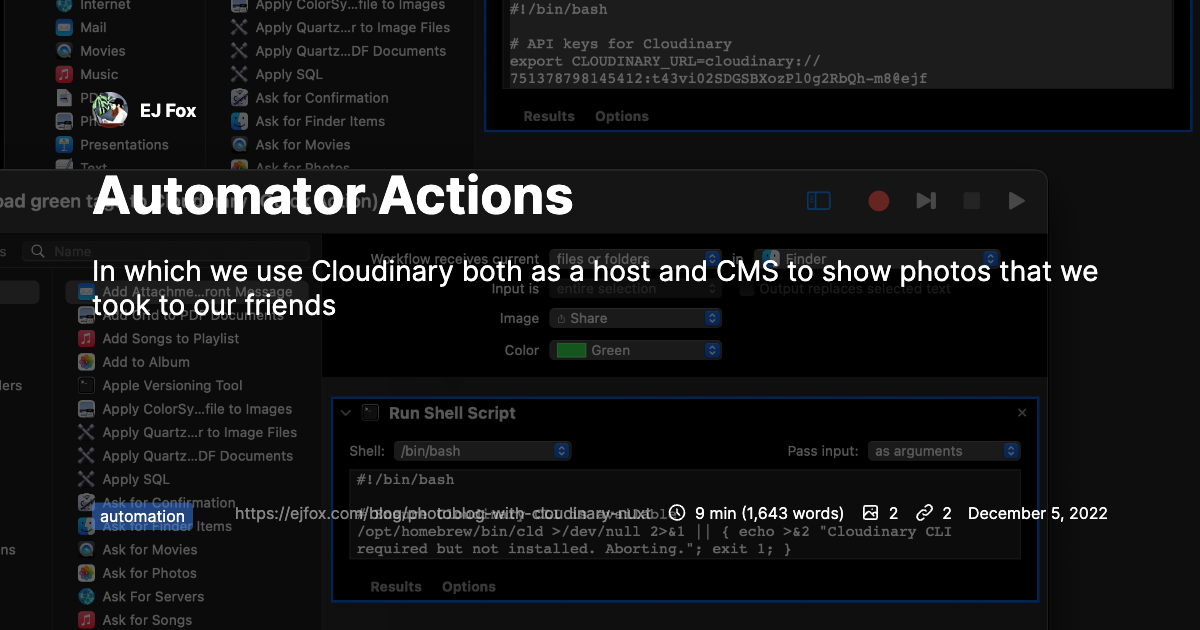 Internet
Mail
Movies
Music
Presentations
Text
Apply ColorSy...file to Images
Apply Quartz...r to Image Files
Apply Quartz...DF Documents
Apply SQL
Ask for Confirmation
Ask for Finder Items
Ask for Movies
Ask for Photos
#!/bin/bash
# API keys for Cloudinary
export CLOUDINARY_URL=cloudinary://
751378798145412:t43vi02SDGSBXozPl0g2RbQh-m8@ejf
Results Options
EJ Fox
Automator Actions
In which we use Cloudinary both as a host and CMS to show photos that we
took to our friends
Name
Workflow receives current files or folders in Finder
Input is entire selection Output replaces selected text
Image Share
Color Green
Add Attachme...ront Message
Add Grid to PDF Documents
Add Songs to Playlist
Add to Album
Apple Versioning Tool
Apply ColorSy...file to Images
Apply Quartz...r to Image Files
Apply Quartz...DF Documents
Apply SQL
Ask for Confirmation
Ask for Finder Items
Ask for Movies
Ask for Photos
Ask For Servers
Ask for Songs
Run Shell Script
Shell: /bin/bash Pass input: as arguments
#!/bin/bash
/opt/homebrew/bin/cld >/dev/null 2>&1 || { echo >&2 "Cloudinary CLI
required but not installed. Aborting."; exit 1; }
Results Options
automation
https://ejfox.com/blog/photoblog-with-cloudinary-nuxt 9 min (1,643 words) 2 2 December 5, 2022